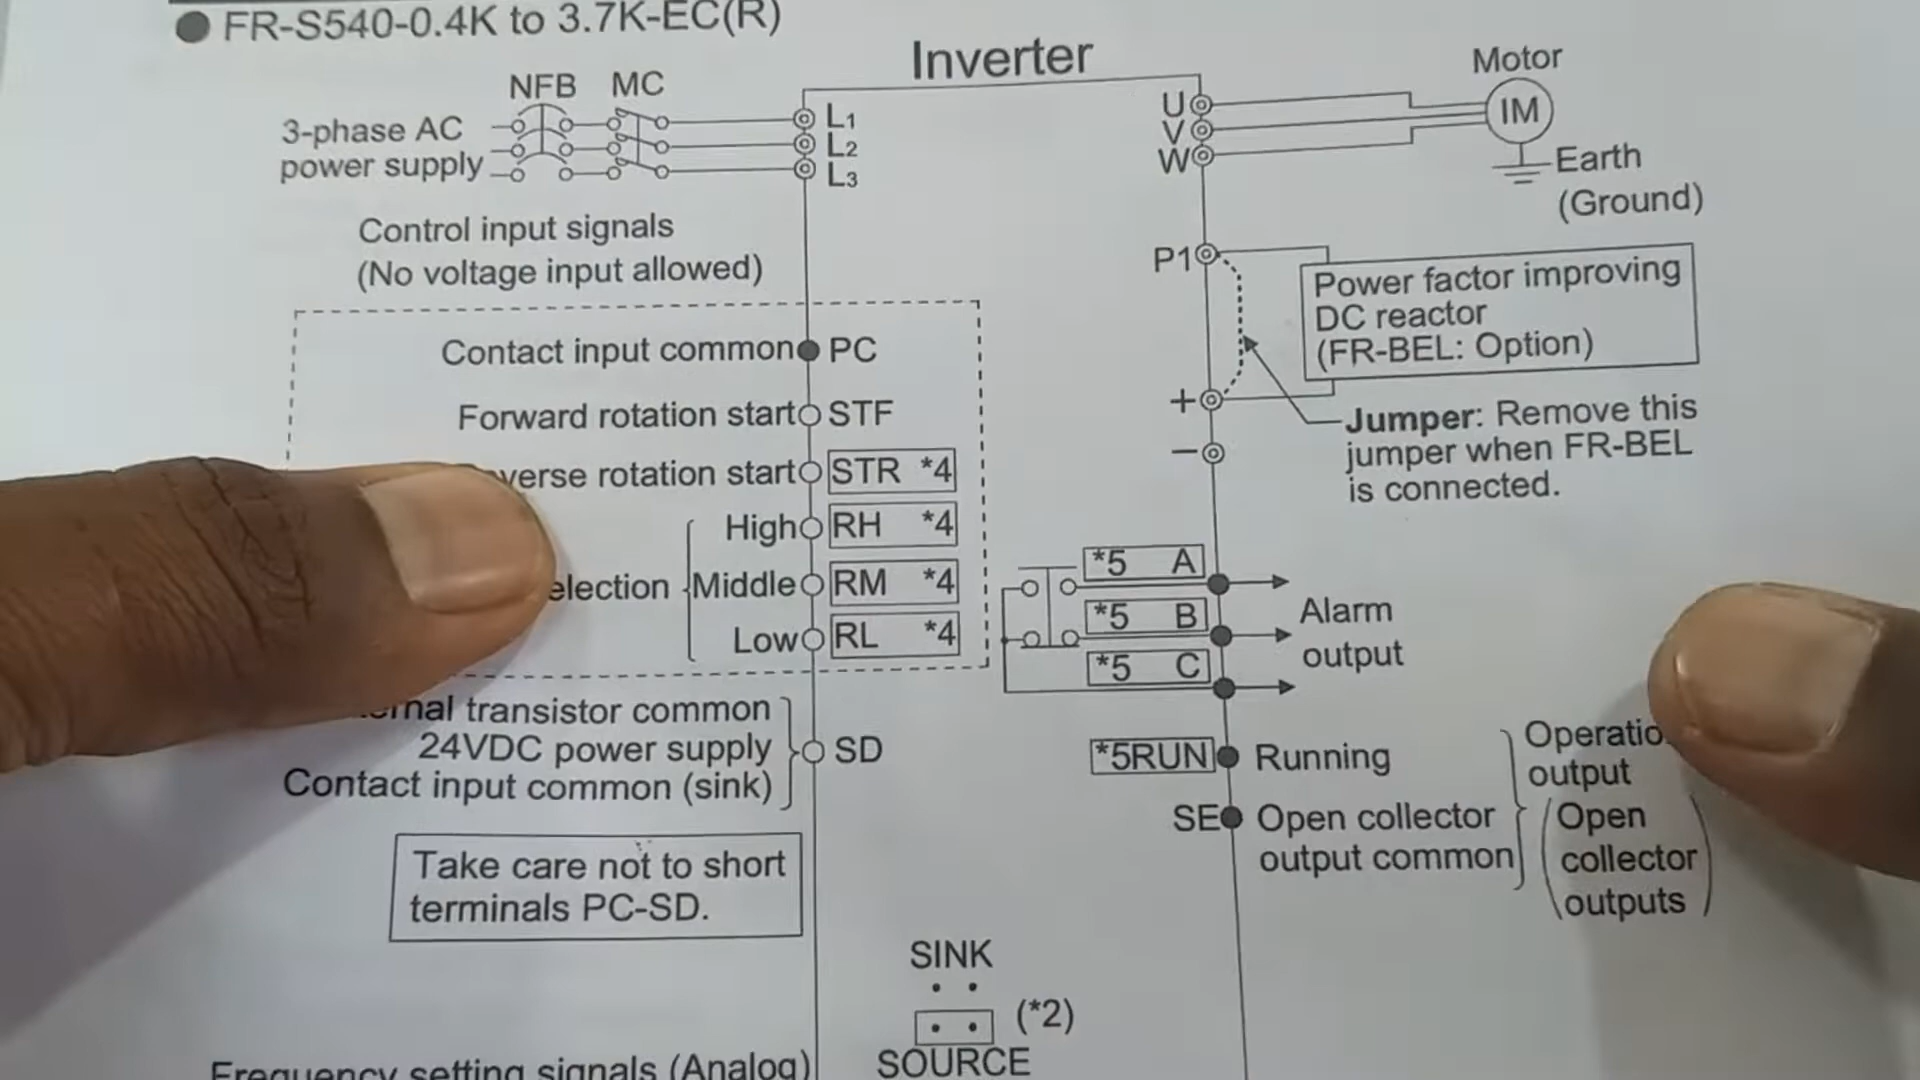 FR-S540-0.4K to 3.7K-EC(R)
Inverter
NFB MC
3-phase AC
power supply
L1
L2
L3
Motor
U
V
W
IM
Earth
(Ground)
Control input signals
(No voltage input allowed)
P1
Power factor improving
DC reactor
(FR-BEL: Option)
+
−
Jumper: Remove this
jumper when FR-BEL
is connected.
Contact input common PC
Forward rotation start STF
rotation start STR *4
High RH *4
Middle RM *4
Low RL *4
*5 A
*5 B
*5 C
Alarm
output
transistor common
24VDC power supply
Contact input common (sink)
SD
*5RUN Running
SE Open collector
output common
output
Open
collector
outputs
Take care not to short
terminals PC-SD.
SINK
(*2)
SOURCE
Frequency setting signals (Analog)